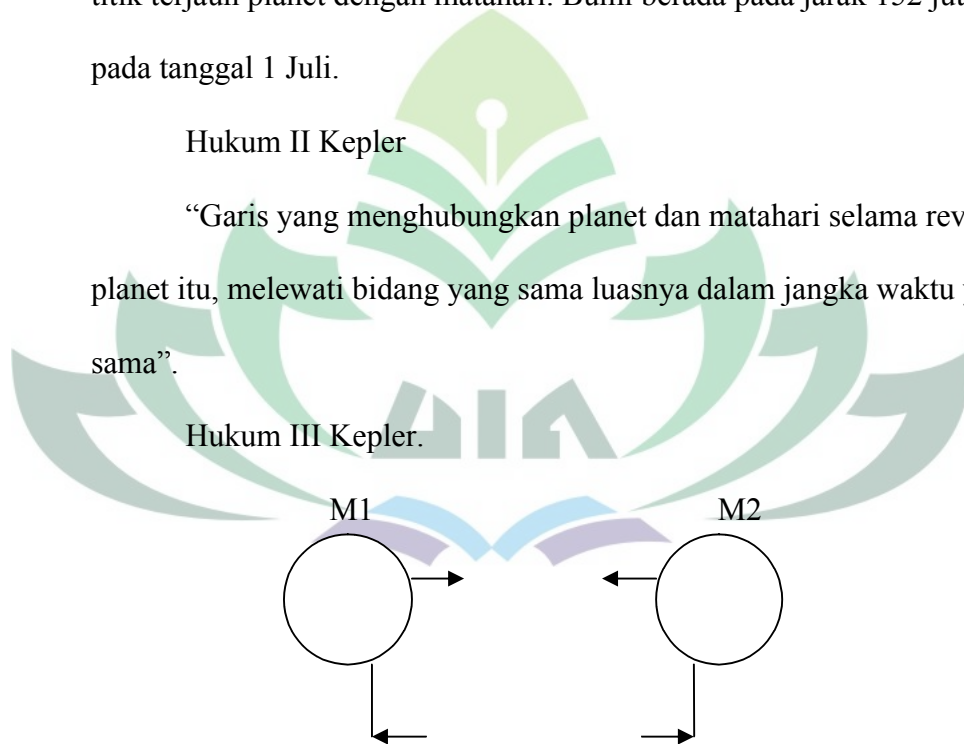 titik terjauh planet dengan matahari. Bumi berada pada jarak 152
pada tanggal 1 Juli.
Hukum II Kepler
“Garis yang menghubungkan planet dan matahari selama
planet itu, melewati bidang yang sama luasnya dalam jangka waktu
sama”.
UIN
Hukum III Kepler.
M1 M2